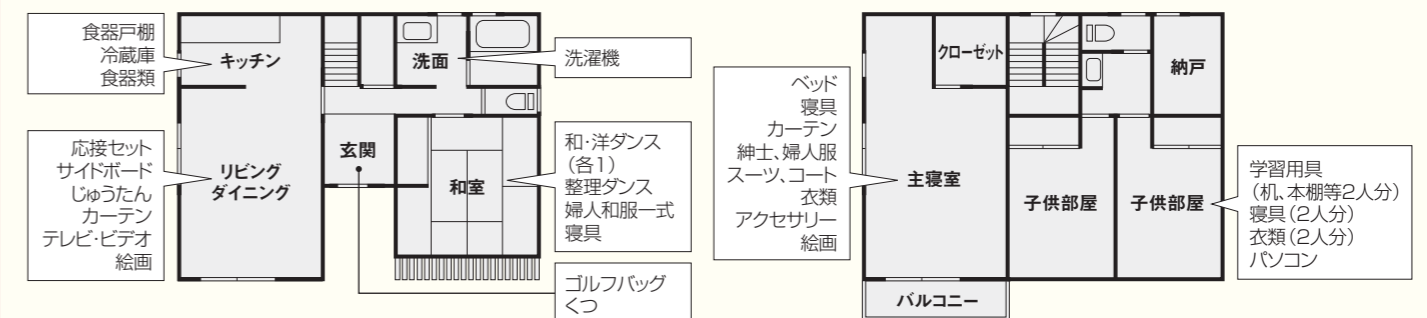 食器戸棚
冷蔵庫
食器類
キッチン
洗面
洗濯機
応接セット
サイドボード
じゅうたん
カーテン
テレビ・ビデオ
絵画
リビング
ダイニング
玄関
和室
和・洋ダンス
(各1)
整理ダンス
婦人和服一式
寝具
ゴルフバッグ
くつ
クローゼット
納戸
ベッド
寝具
カーテン
紳士、婦人服
スーツ、コート
衣類
アクセサリー
絵画
主寝室
子供部屋
子供部屋
学習用具
(机、本棚等2人分)
寝具(2人分)
衣類(2人分)
パソコン
バルコニー